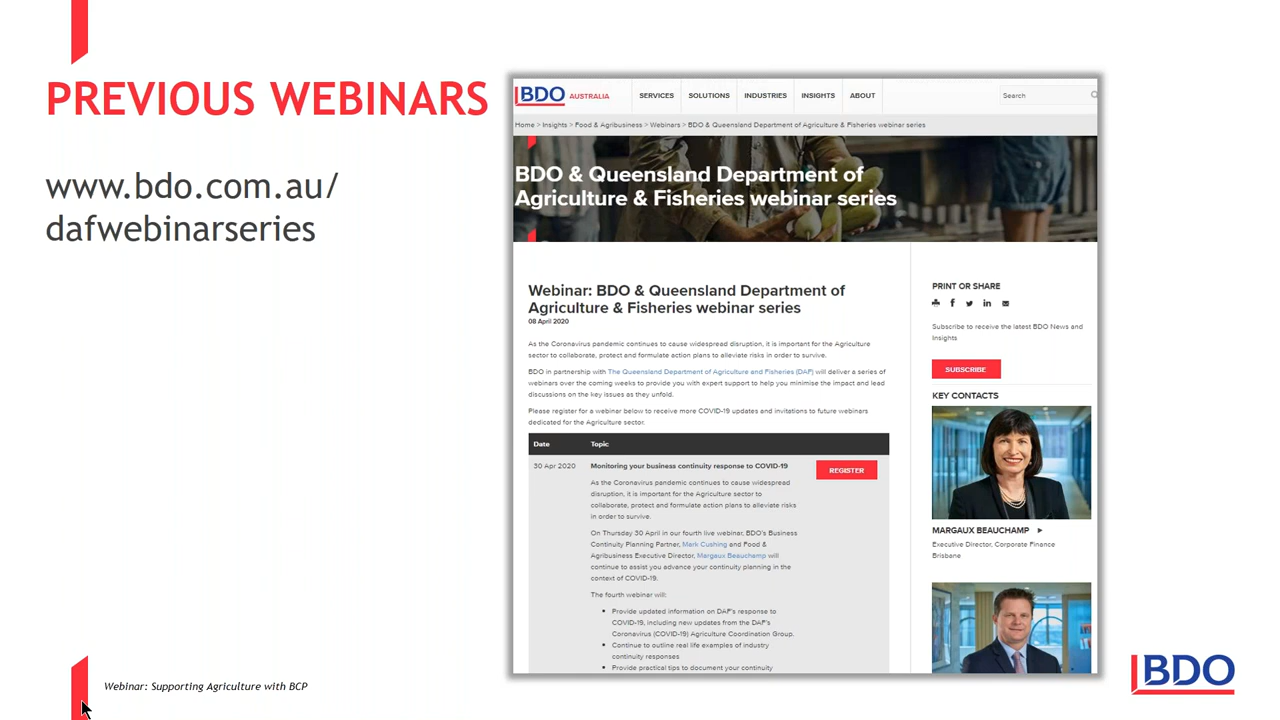 PREVIOUS WEBINARS
www.bdo.com.au/
dafwebinarseries
BDO AUSTRALIA
SERVICES
SOLUTIONS
INDUSTRIES
INSIGHTS
ABOUT
Search
Home > Insights > Food & Agribusiness > Webinars > BDO & Queensland Department of Agriculture & Fisheries webinar series
BDO & Queensland Department of
Agriculture & Fisheries webinar series
Webinar: BDO & Queensland Department of
Agriculture & Fisheries webinar series
08 April 2020
As the Coronavirus pandemic continues to cause widespread disruption, it is important for the Agriculture
sector to collaborate, protect and formulate action plans to alleviate risks in order to survive.
BDO in partnership with The Queensland Department of Agriculture and Fisheries (DAF) will deliver a series of
webinars over the coming weeks to provide you with expert support to help you minimise the impact and lead
discussions on the key issues as they unfold.
Please register for a webinar below to receive more COVID-19 updates and invitations to future webinars
dedicated for the Agriculture sector.
Date
Topic
30 Apr 2020
Monitoring your business continuity response to COVID-19
REGISTER
As the Coronavirus pandemic continues to cause widespread
disruption, it is important for the Agriculture sector to
collaborate, protect and formulate action plans to alleviate risks
in order to survive.
On Thursday 30 April in our fourth live webinar, BDO's Business
Continuity Planning Partner, Mark Cushing and Food &
Agribusiness Executive Director, Margaux Beauchamp will
continue to assist you advance your continuity planning in the
context of COVID-19.
The fourth webinar will:
• Provide updated information on DAF's response to
COVID-19, including new updates from the DAF's
Coronavirus (COVID-19) Agriculture Coordination Group.
• Continue to outline real life examples of industry
continuity responses
• Provide practical tips to document your continuity
PRINT OR SHARE
Subscribe to receive the latest BDO News and
Insights
SUBSCRIBE
KEY CONTACTS
MARGAUX BEAUCHAMP
Executive Director, Corporate Finance
Brisbane
Webinar: Supporting Agriculture with BCP
BDO